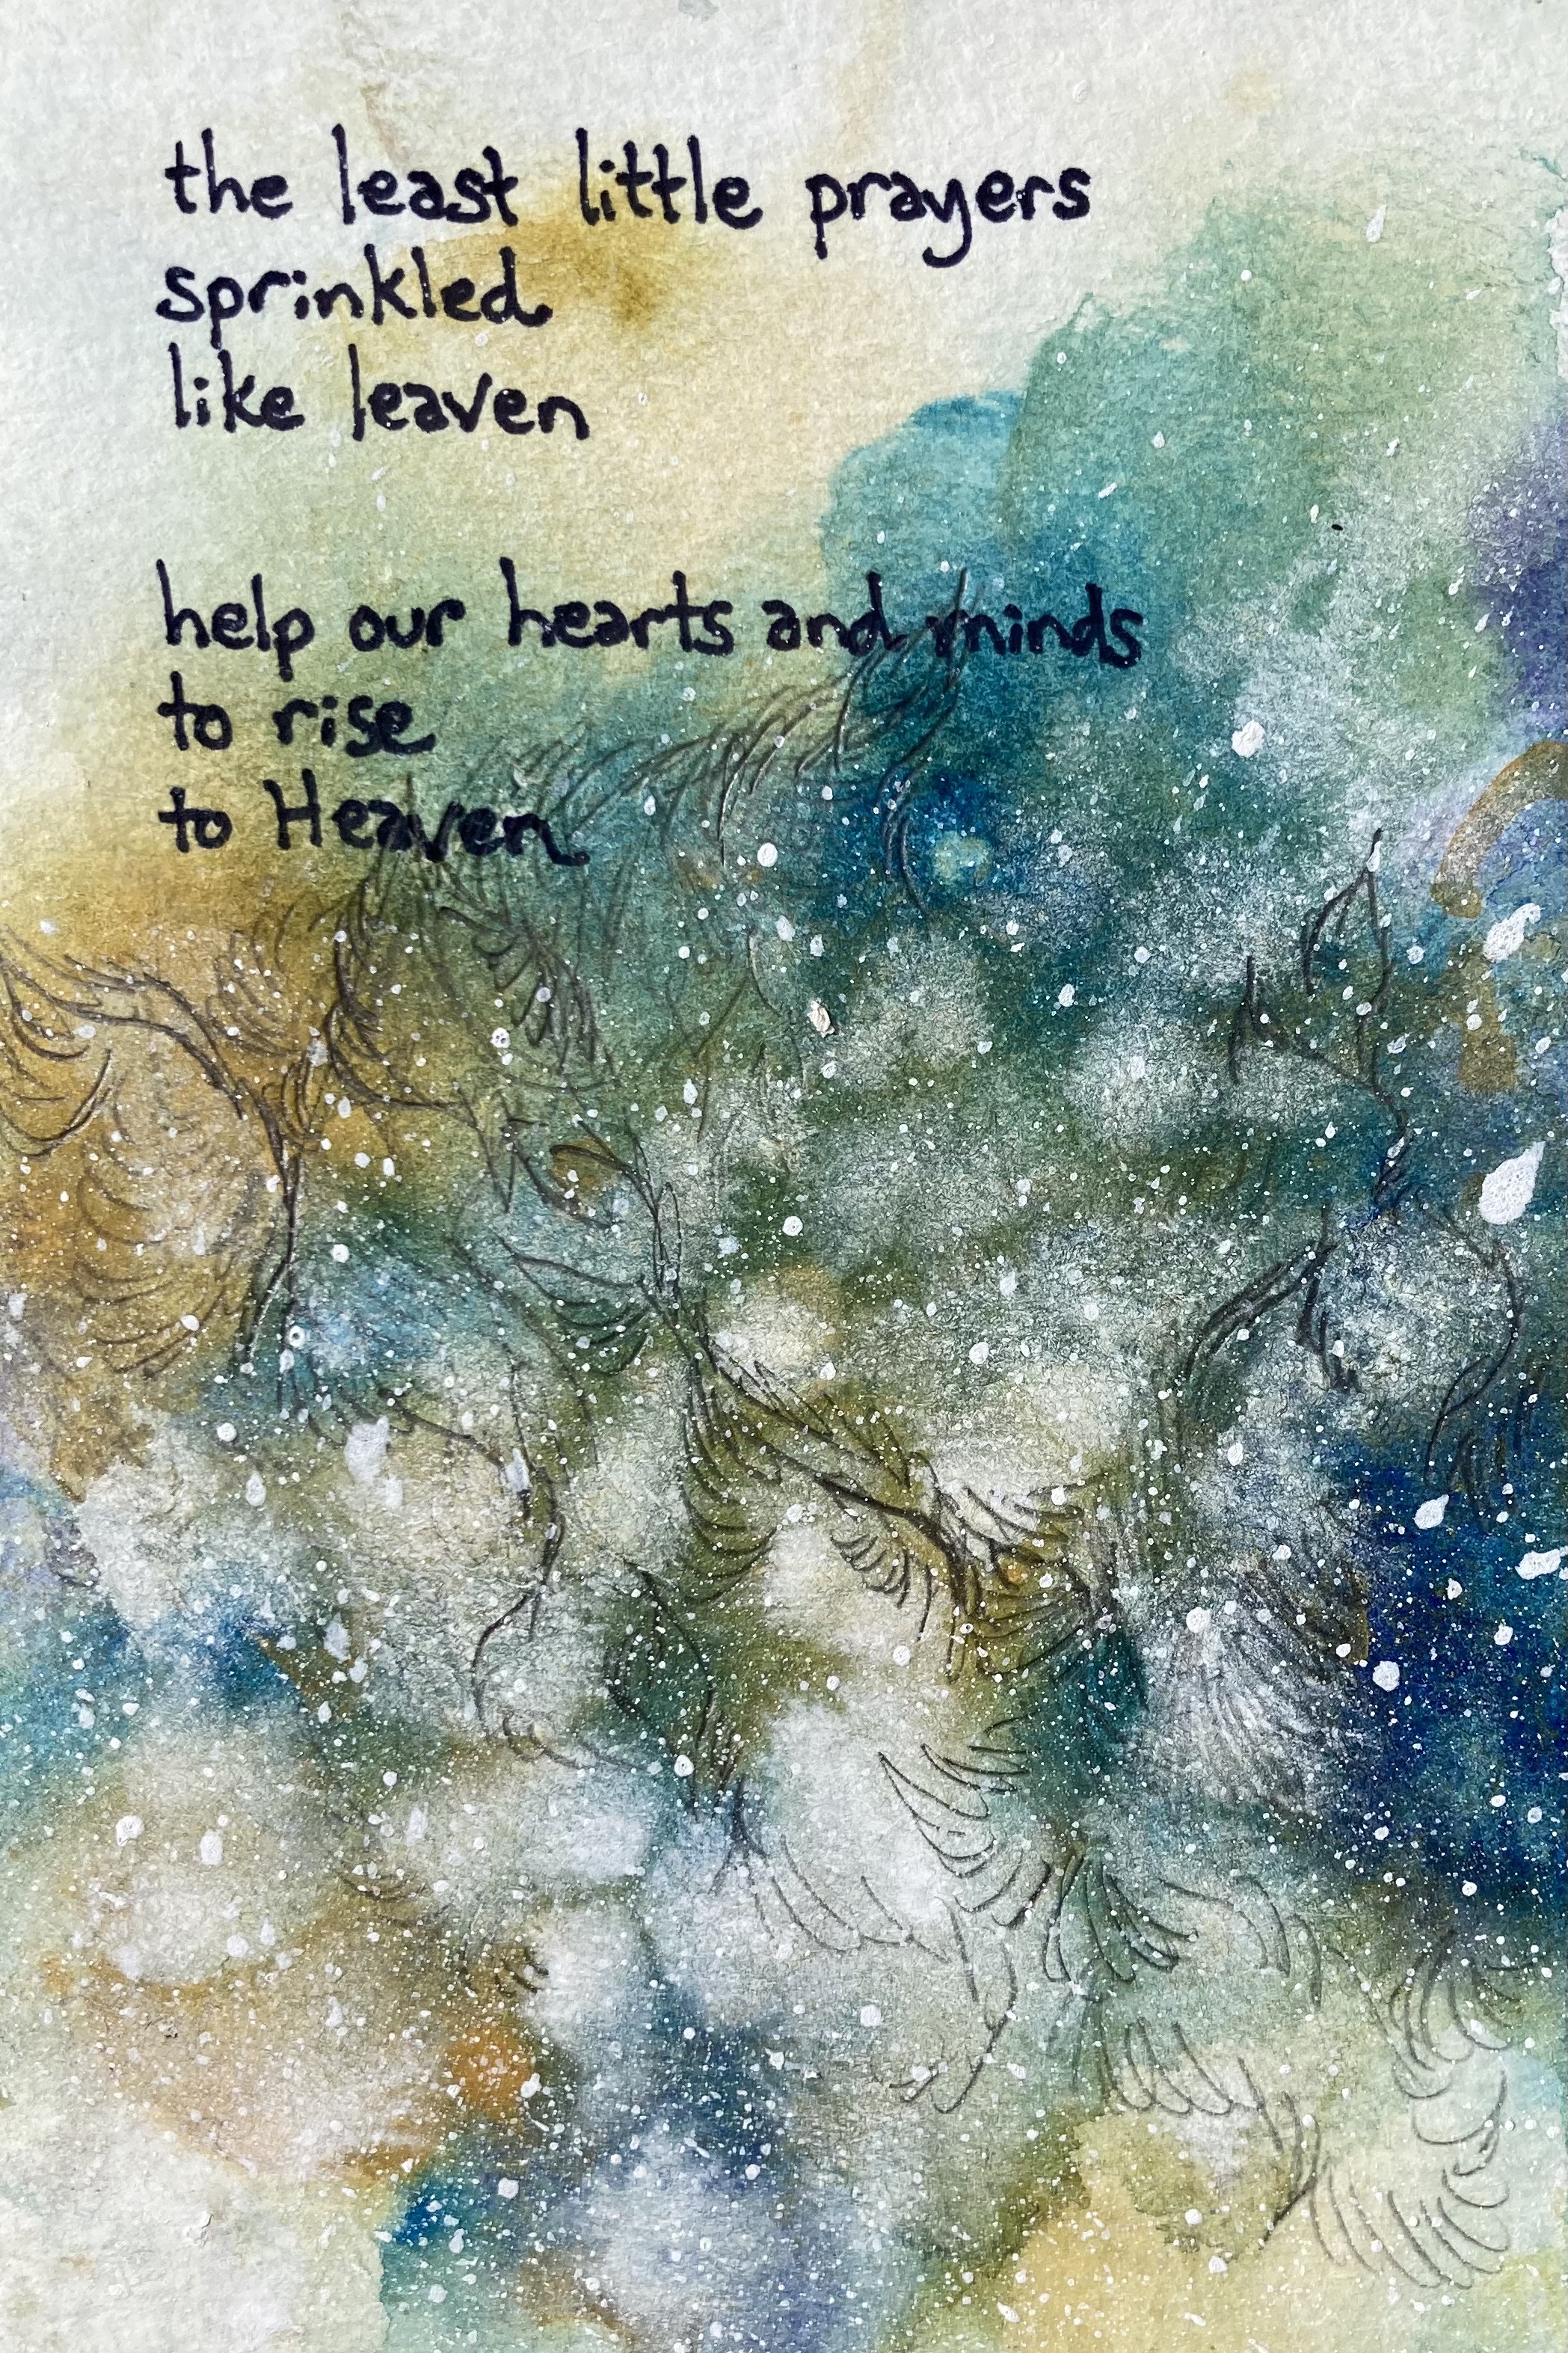 the least little prayers
sprinkled
like leaven
help our hearts and minds
to rise
to Heaven